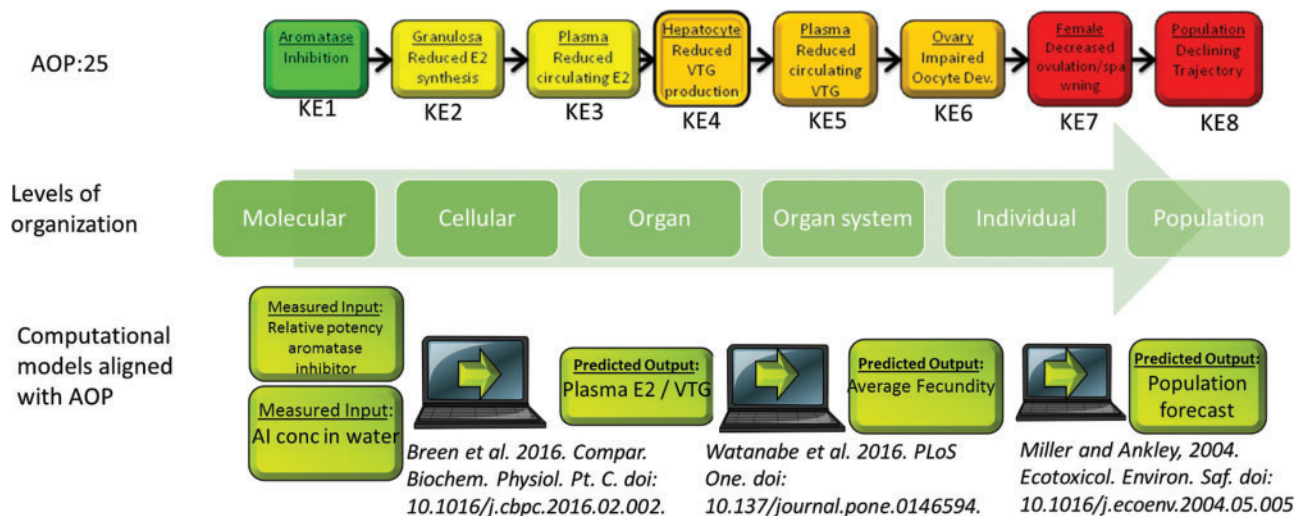 AOP:25
Aromatase
Inhibition
KE1
Granulosa
Reduced E2
synthesis
KE2
Plasma
Reduced
circulating E2
KE3
Hepatocyte
Reduced
VTG
production
KE4
Plasma
Reduced
circulating
VTG
KE5
Ovary
Impaired
Oocyte Dev.
KE6
Female
Decreased
ovulation/spa
wning
KE7
Population
Declining
Trajectory
KE8
Levels of
organization
Molecular
Cellular
Organ
Organ system
Individual
Population
Computational
models aligned
with AOP
Measured Input:
Relative potency
aromatase
inhibitor
Measured Input:
AI conc in water
Predicted Output:
Plasma E2 / VTG
Predicted Output:
Average Fecundity
Predicted Output:
Population
forecast
Breen et al. 2016. Compar.
Biochem. Physiol. Pt. C. doi:
10.1016/j.cbpc.2016.02.002.
Watanabe et al. 2016. PLoS
One. doi:
10.137/journal.pone.0146594.
Miller and Ankley, 2004.
Ecotoxicol. Environ. Saf. doi:
10.1016/j.ecoenv.2004.05.005